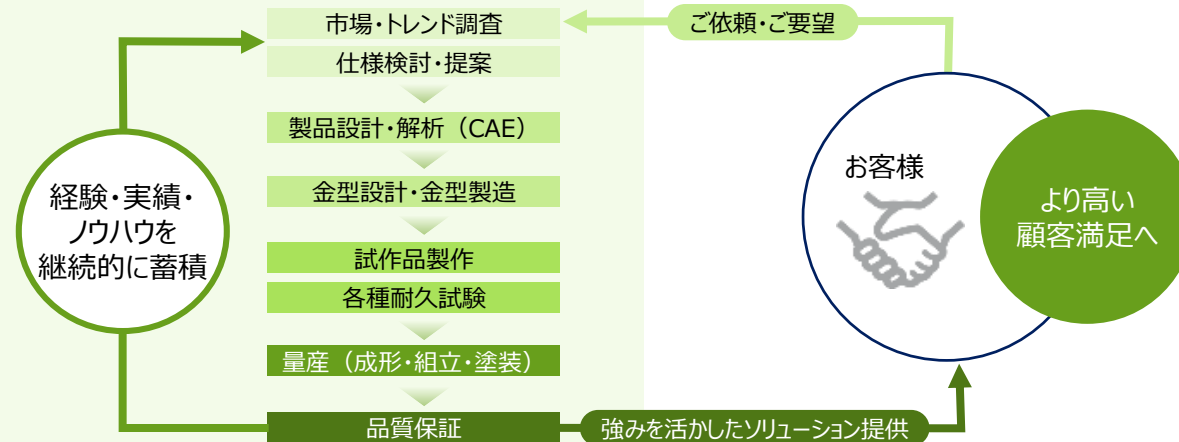 市場・トレンド調査
ご依頼・ご要望
仕様検討・提案
製品設計・解析（CAE）
金型設計・金型製造
試作品製作
各種耐久試験
量産（成形・組立・塗装）
品質保証
強みを活かしたソリューション提供
経験・実績・
ノウハウを
継続的に蓄積
お客様
より高い
顧客満足へ